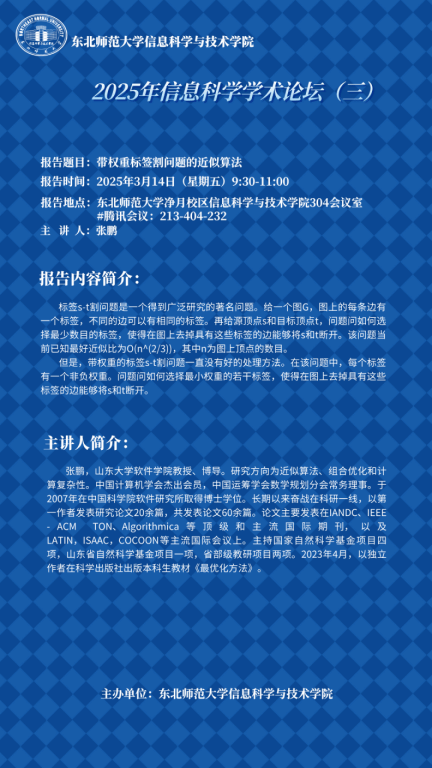 NORTHEAST NORMAL UNIVERSITY
东北师范大学信息科学与技术学院
2025年信息科学学术论坛（三）
报告题目：带权重标签割问题的近似算法
报告时间：2025年3月14日（星期五）9:30-11:00
报告地点：东北师范大学净月校区信息科学与技术学院304会议室
#腾讯会议：213-404-232
主 讲 人：张鹏
报告内容简介：
标签s-t割问题是一个得到广泛研究的著名问题。给一个图G，图上的每条边有
一个标签，不同的边可以有相同的标签。再给源顶点s和目标顶点t，问题问如何选
择最少数目的标签，使得在图上去掉具有这些标签的边能够将s和t断开。该问题当
前已知最好近似比为O(n^(2/3))，其中n为图上顶点的数目。
但是，带权重的标签s-t割问题一直没有好的处理方法。在该问题中，每个标签
有一个非负权重。问题问如何选择最小权重的若干标签，使得在图上去掉具有这些
标签的边能够将s和t断开。
主讲人简介：
张鹏，山东大学软件学院教授、博导。研究方向为近似算法、组合优化和计
算复杂性。中国计算机学会杰出会员，中国运筹学会数学规划分会常务理事。于
2007年在中国科学院软件研究所取得博士学位。长期以来奋战在科研一线，以第
一作者发表研究论文20余篇，共发表论文60余篇。论文主要发表在IANDC、IEEE
- ACM TON、Algorithmica 等顶级和主流国际期刊，以及
LATIN，ISAAC，COCOON等主流国际会议上。主持国家自然科学基金项目四
项，山东省自然科学基金项目一项，省部级教研项目两项。2023年4月，以独立
作者在科学出版社出版本科生教材《最优化方法》。
主办单位：东北师范大学信息科学与技术学院